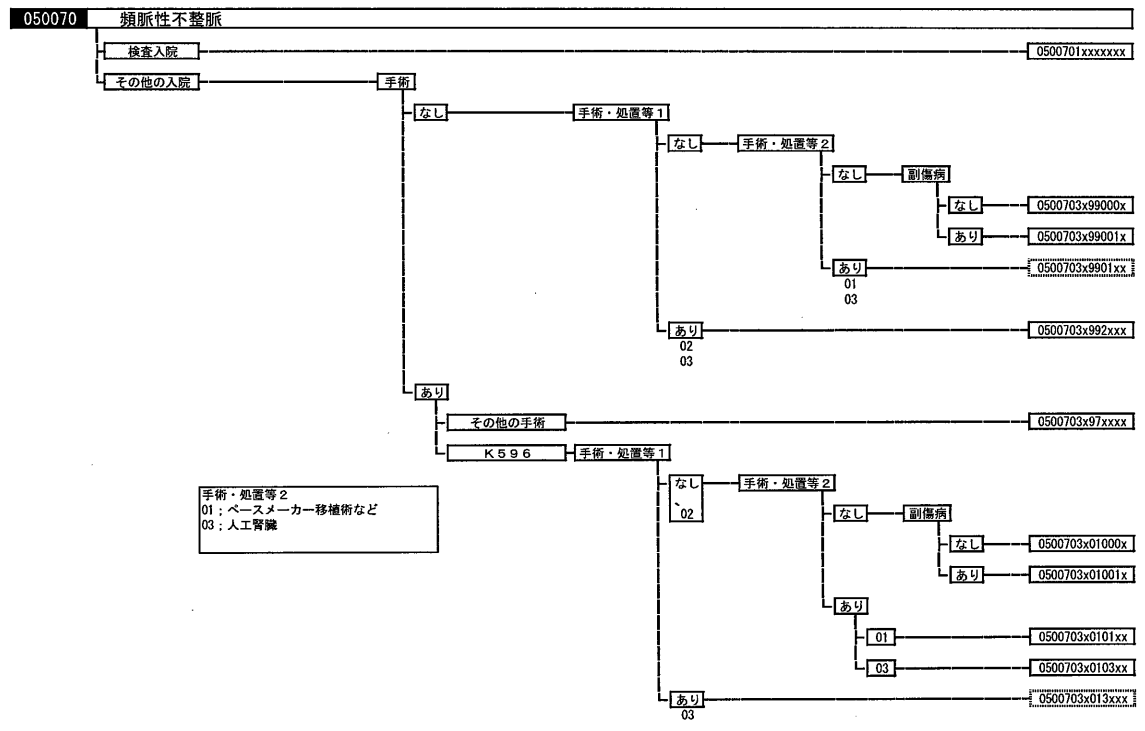 050070 頻脈性不整脈
検査入院 0500701xxxxxxx
その他の入院 手術
なし 手術・処置等1
なし 手術・処置等2
なし 副傷病
なし 0500703x99000x
あり 0500703x99001x
あり 0500703x9901xx
01
03
あり 0500703x992xxx
02
03
あり
その他の手術 0500703x97xxxx
K596 手術・処置等1
なし 手術・処置等2
、
02
なし 副傷病
なし 0500703x01000x
あり 0500703x01001x
あり
01 0500703x0101xx
03 0500703x0103xx
あり 0500703x013xxx
03
手術・処置等2
01;ペースメーカー移植術など
03;人工腎臓